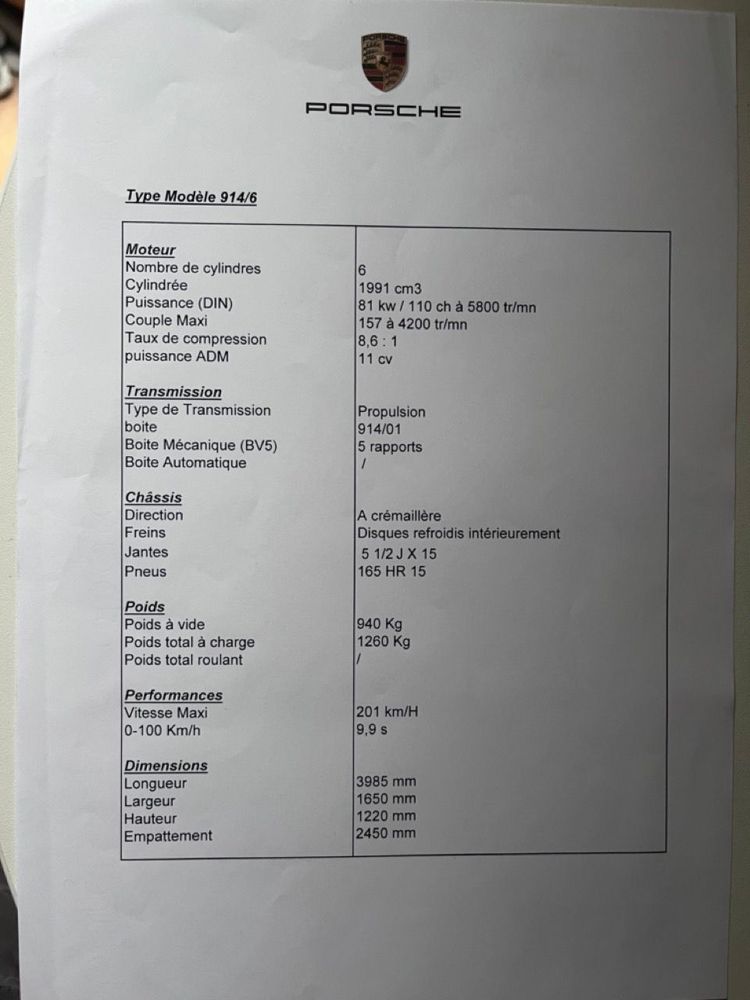 PORSCHE
PORSCHE
Type Modèle 914/6
Moteur
Nombre de cylindres 6
Cylindrée 1991 cm3
Puissance (DIN) 81 kw / 110 ch à 5800 tr/mn
Couple Maxi 157 à 4200 tr/mn
Taux de compression 8,6 : 1
puissance ADM 11 cv
Transmission
Type de Transmission Propulsion
boite 914/01
Boite Mécanique (BV5) 5 rapports
Boite Automatique /
Châssis
Direction A crémaillère
Freins Disques refroidis intérieurement
Jantes 5 1/2 J X 15
Pneus 165 HR 15
Poids
Poids à vide 940 Kg
Poids total à charge 1260 Kg
Poids total roulant /
Performances
Vitesse Maxi 201 km/H
0-100 Km/h 9,9 s
Dimensions
Longueur 3985 mm
Largeur 1650 mm
Hauteur 1220 mm
Empattement 2450 mm